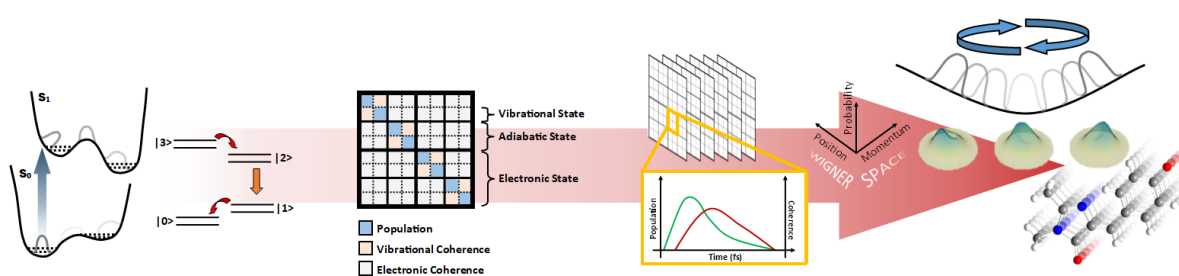 S1
S0
|3>
|2>
|1>
|0>
Vibrational State
Adiabatic State
Electronic State
Population
Vibrational Coherence
Electronic Coherence
Population
Coherence
Time (fs)
Probability
Position
Momentum
WIGNER SPACE